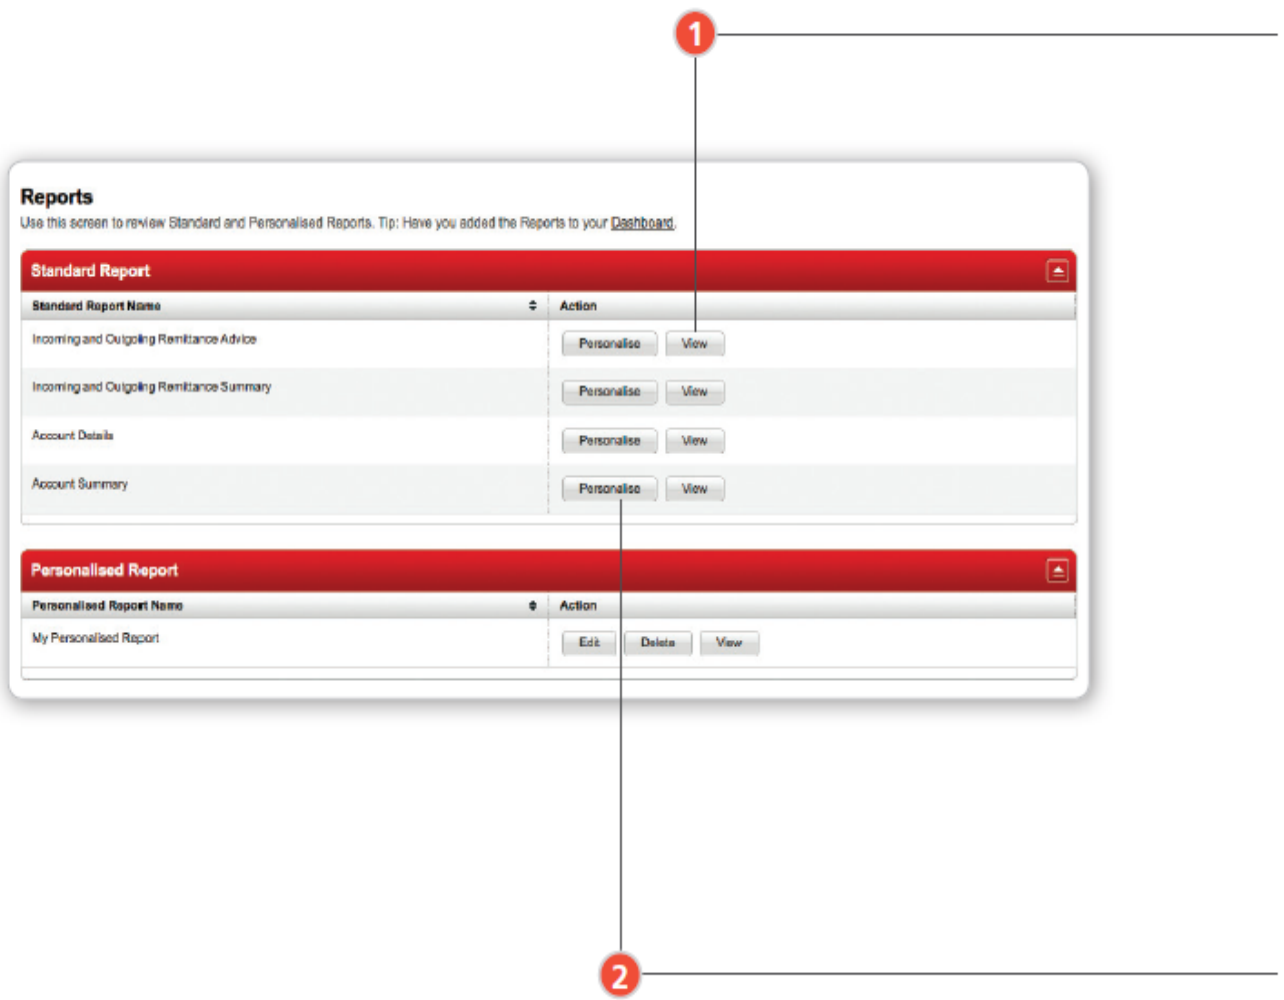 1
Reports
Use this screen to review Standard and Personalised Reports. Tip: Have you added the Reports to your Dashboard.
Standard Report
Standard Report Name Action
Incoming and Outgoing Remittance Advice Personalise View
Incoming and Outgoing Remittance Summary Personalise View
Account Details Personalise View
Account Summary Personalise View
Personalised Report
Personalised Report Name Action
My Personalised Report Edit Delete View
2